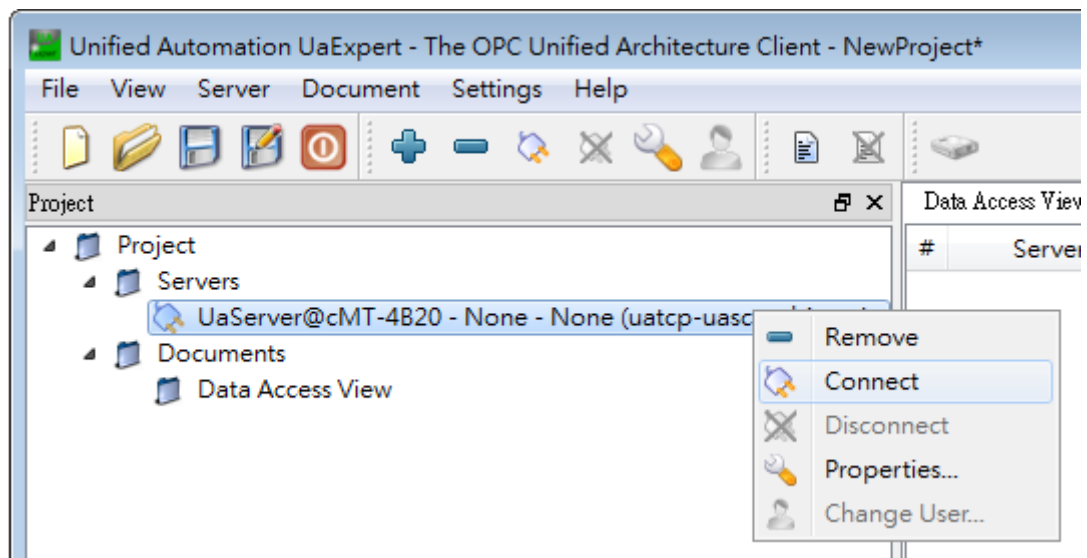 Unified Automation UaExpert - The OPC Unified Architecture Client - NewProject*
File View Server Document Settings Help
Project
Data Access View
# Server
Project
Servers
UaServer@cMT-4B20 - None - None (uatcp-uasc
Documents
Data Access View
Remove
Connect
Disconnect
Properties...
Change User...